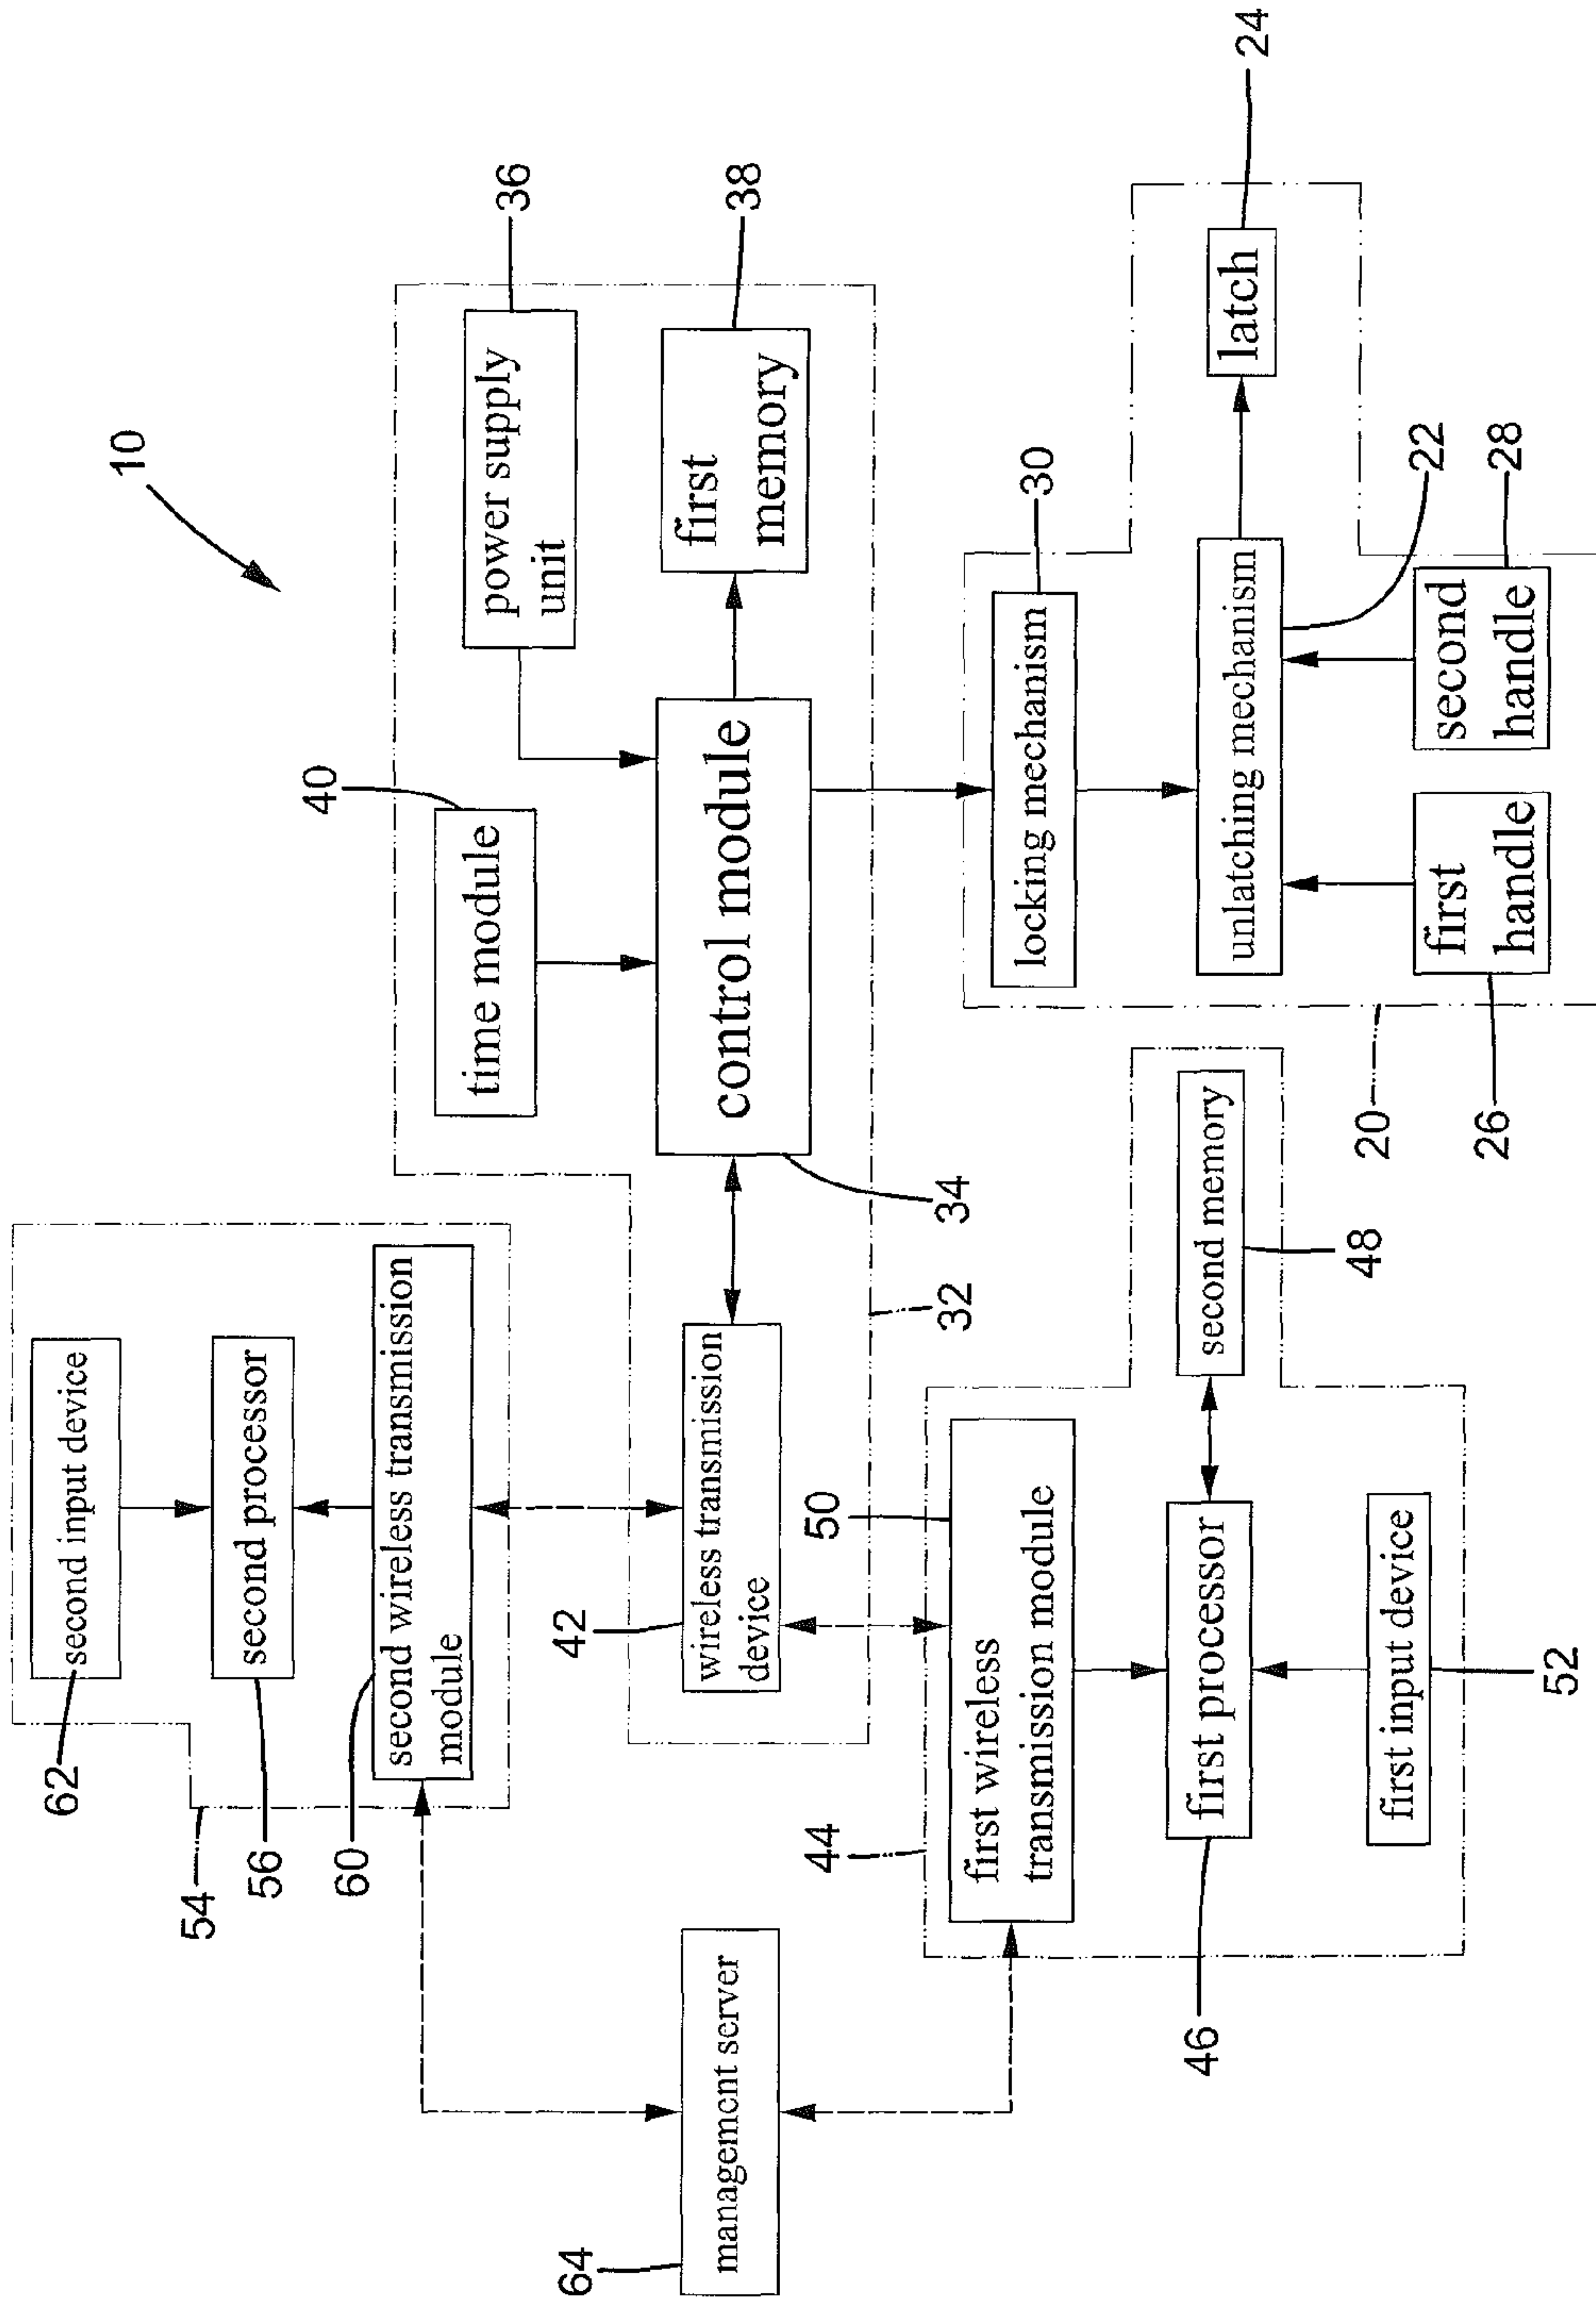 10
62
second input device
56
second processor
54
60
second wireless transmission
module
40
time module
36
power supply
unit
64
management server
42
wireless transmission
device
32
34
control module
38
first
memory
44
50
first wireless
transmission module
30
locking mechanism
46
first processor
48
second memory
22
unlatching mechanism
24
latch
52
first input device
20
26
first
handle
28
second
handle